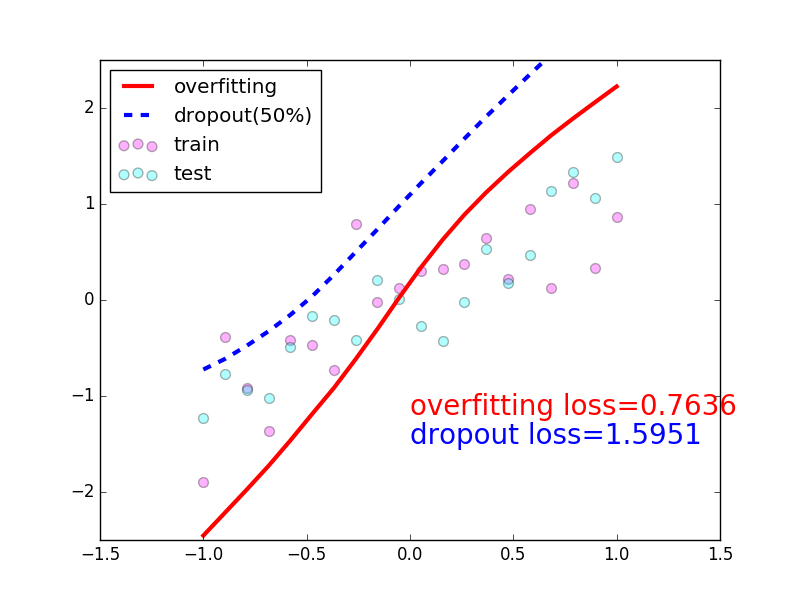 overfitting
dropout(50%)
train
test
2
1
0
−1
−2
overfitting loss=0.7636
dropout loss=1.5951
−1.5 −1.0 −0.5 0.0 0.5 1.0 1.5